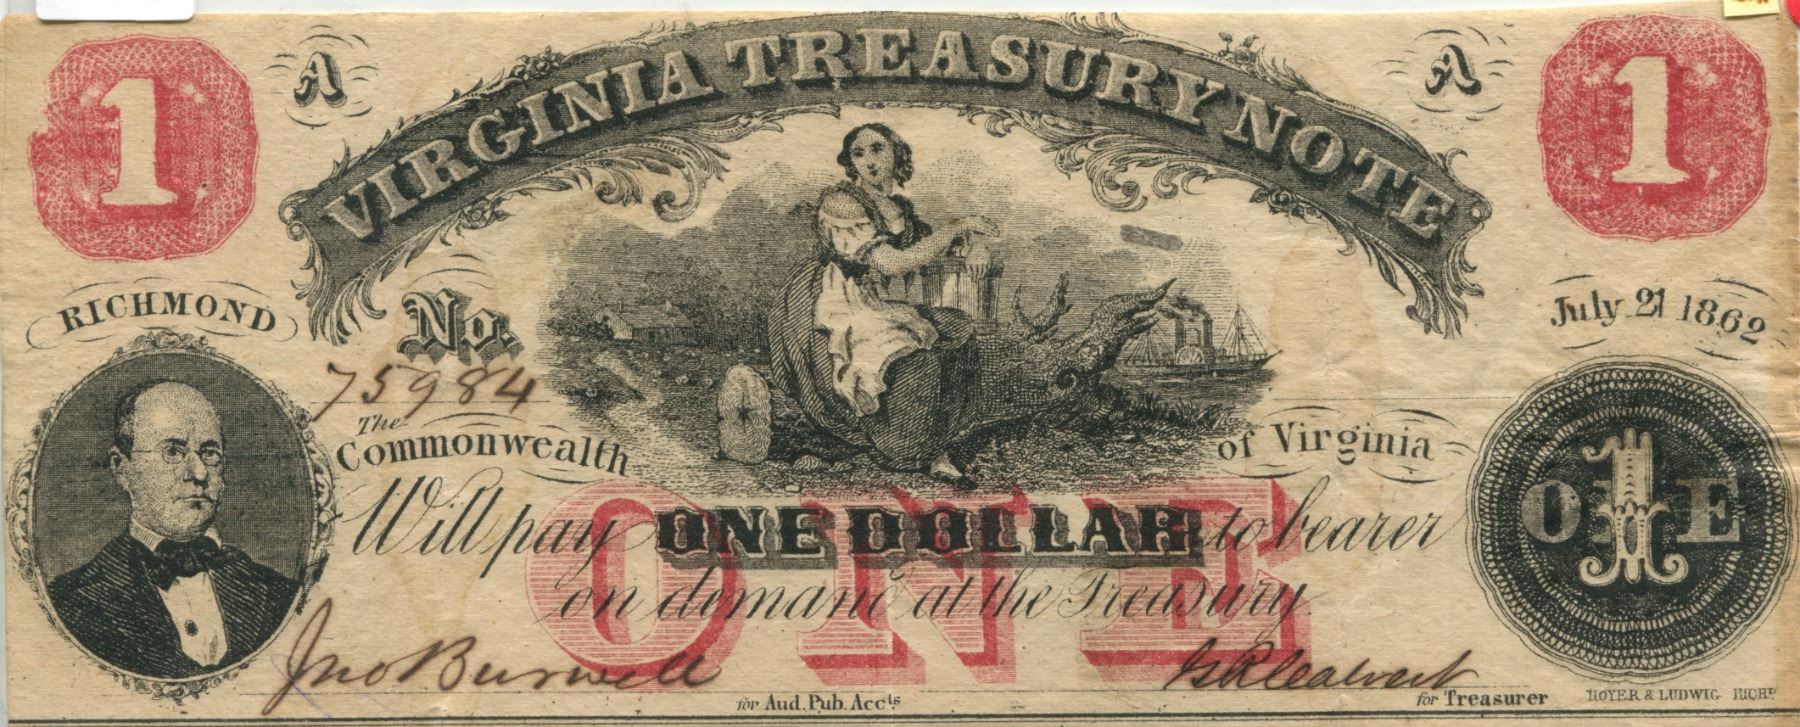 1 A VIRGINIA TREASURY NOTE A 1
RICHMOND
July 21 1862
No.
75984
The
Commonwealth of Virginia
Will pay ONE DOLLAR to bearer
ONE
on demand at the Treasury
O1E
Jno Burwell
for Aud. Pub. Accts
for Treasurer
HOYER & LUDWIG RICHD